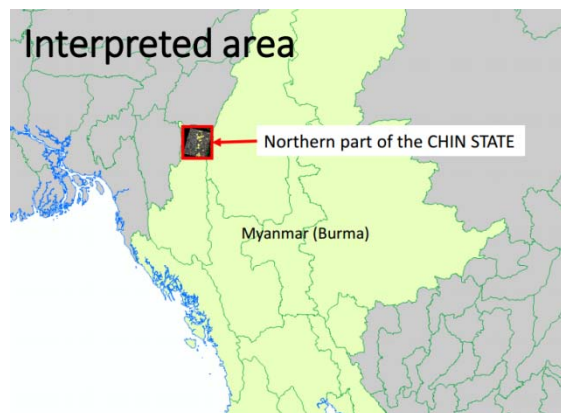 Interpreted area
Northern part of the CHIN STATE
Myanmar (Burma)